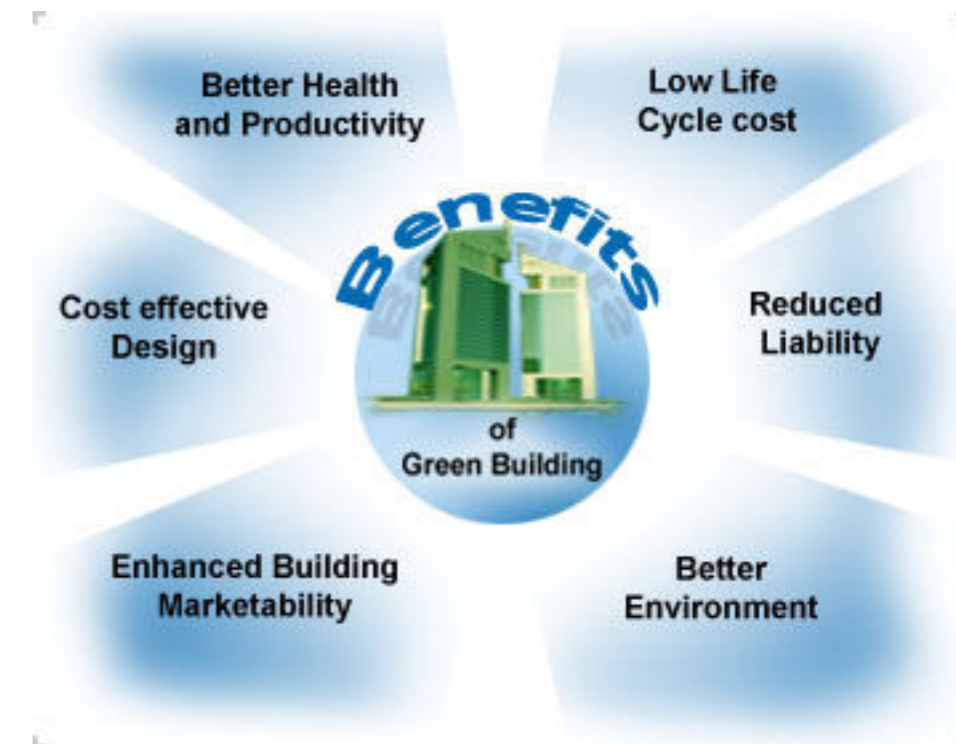 Better Health
and Productivity
Low Life
Cycle cost
Benefits
of
Green Building
Cost effective
Design
Reduced
Liability
Enhanced Building
Marketability
Better
Environment